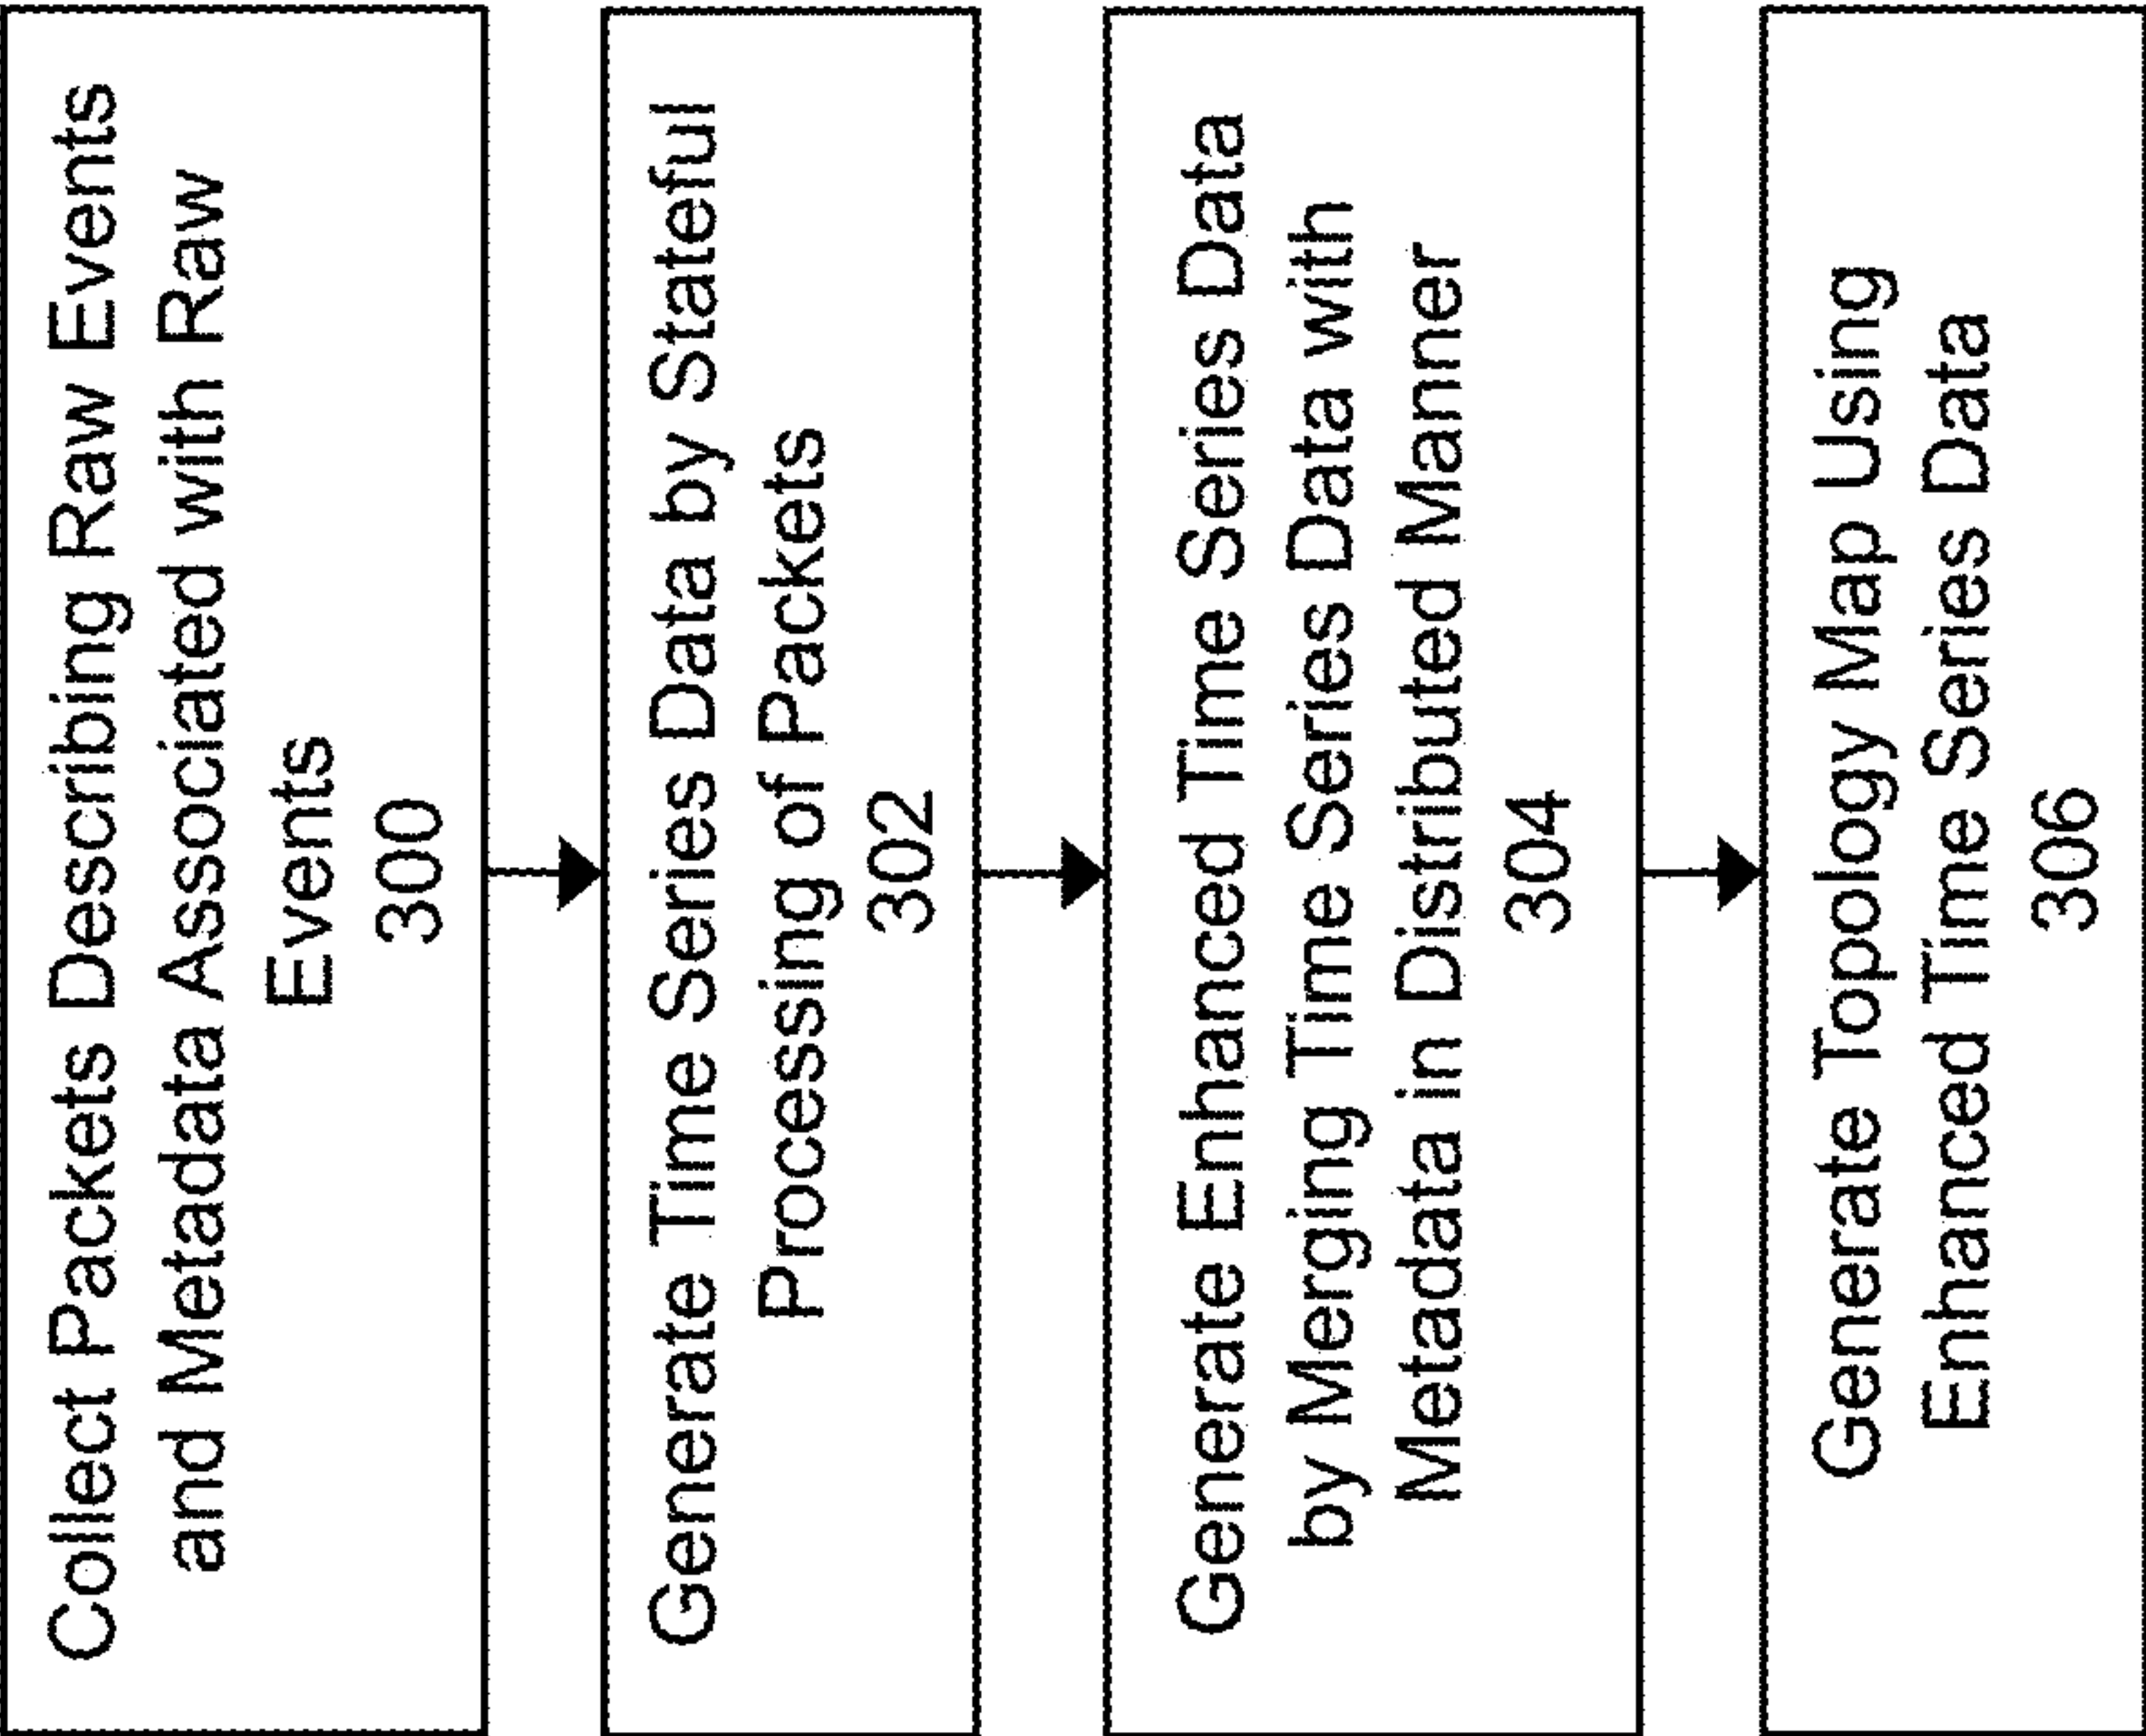 Collect Packets Describing Raw Events
and Metadata Associated with Raw
Events
300
Generate Time Series Data by Stateful
Processing of Packets
302
Generate Enhanced Time Series Data
by Merging Time Series Data with
Metadata in Distributed Manner
304
Generate Topology Map Using
Enhanced Time Series Data
306